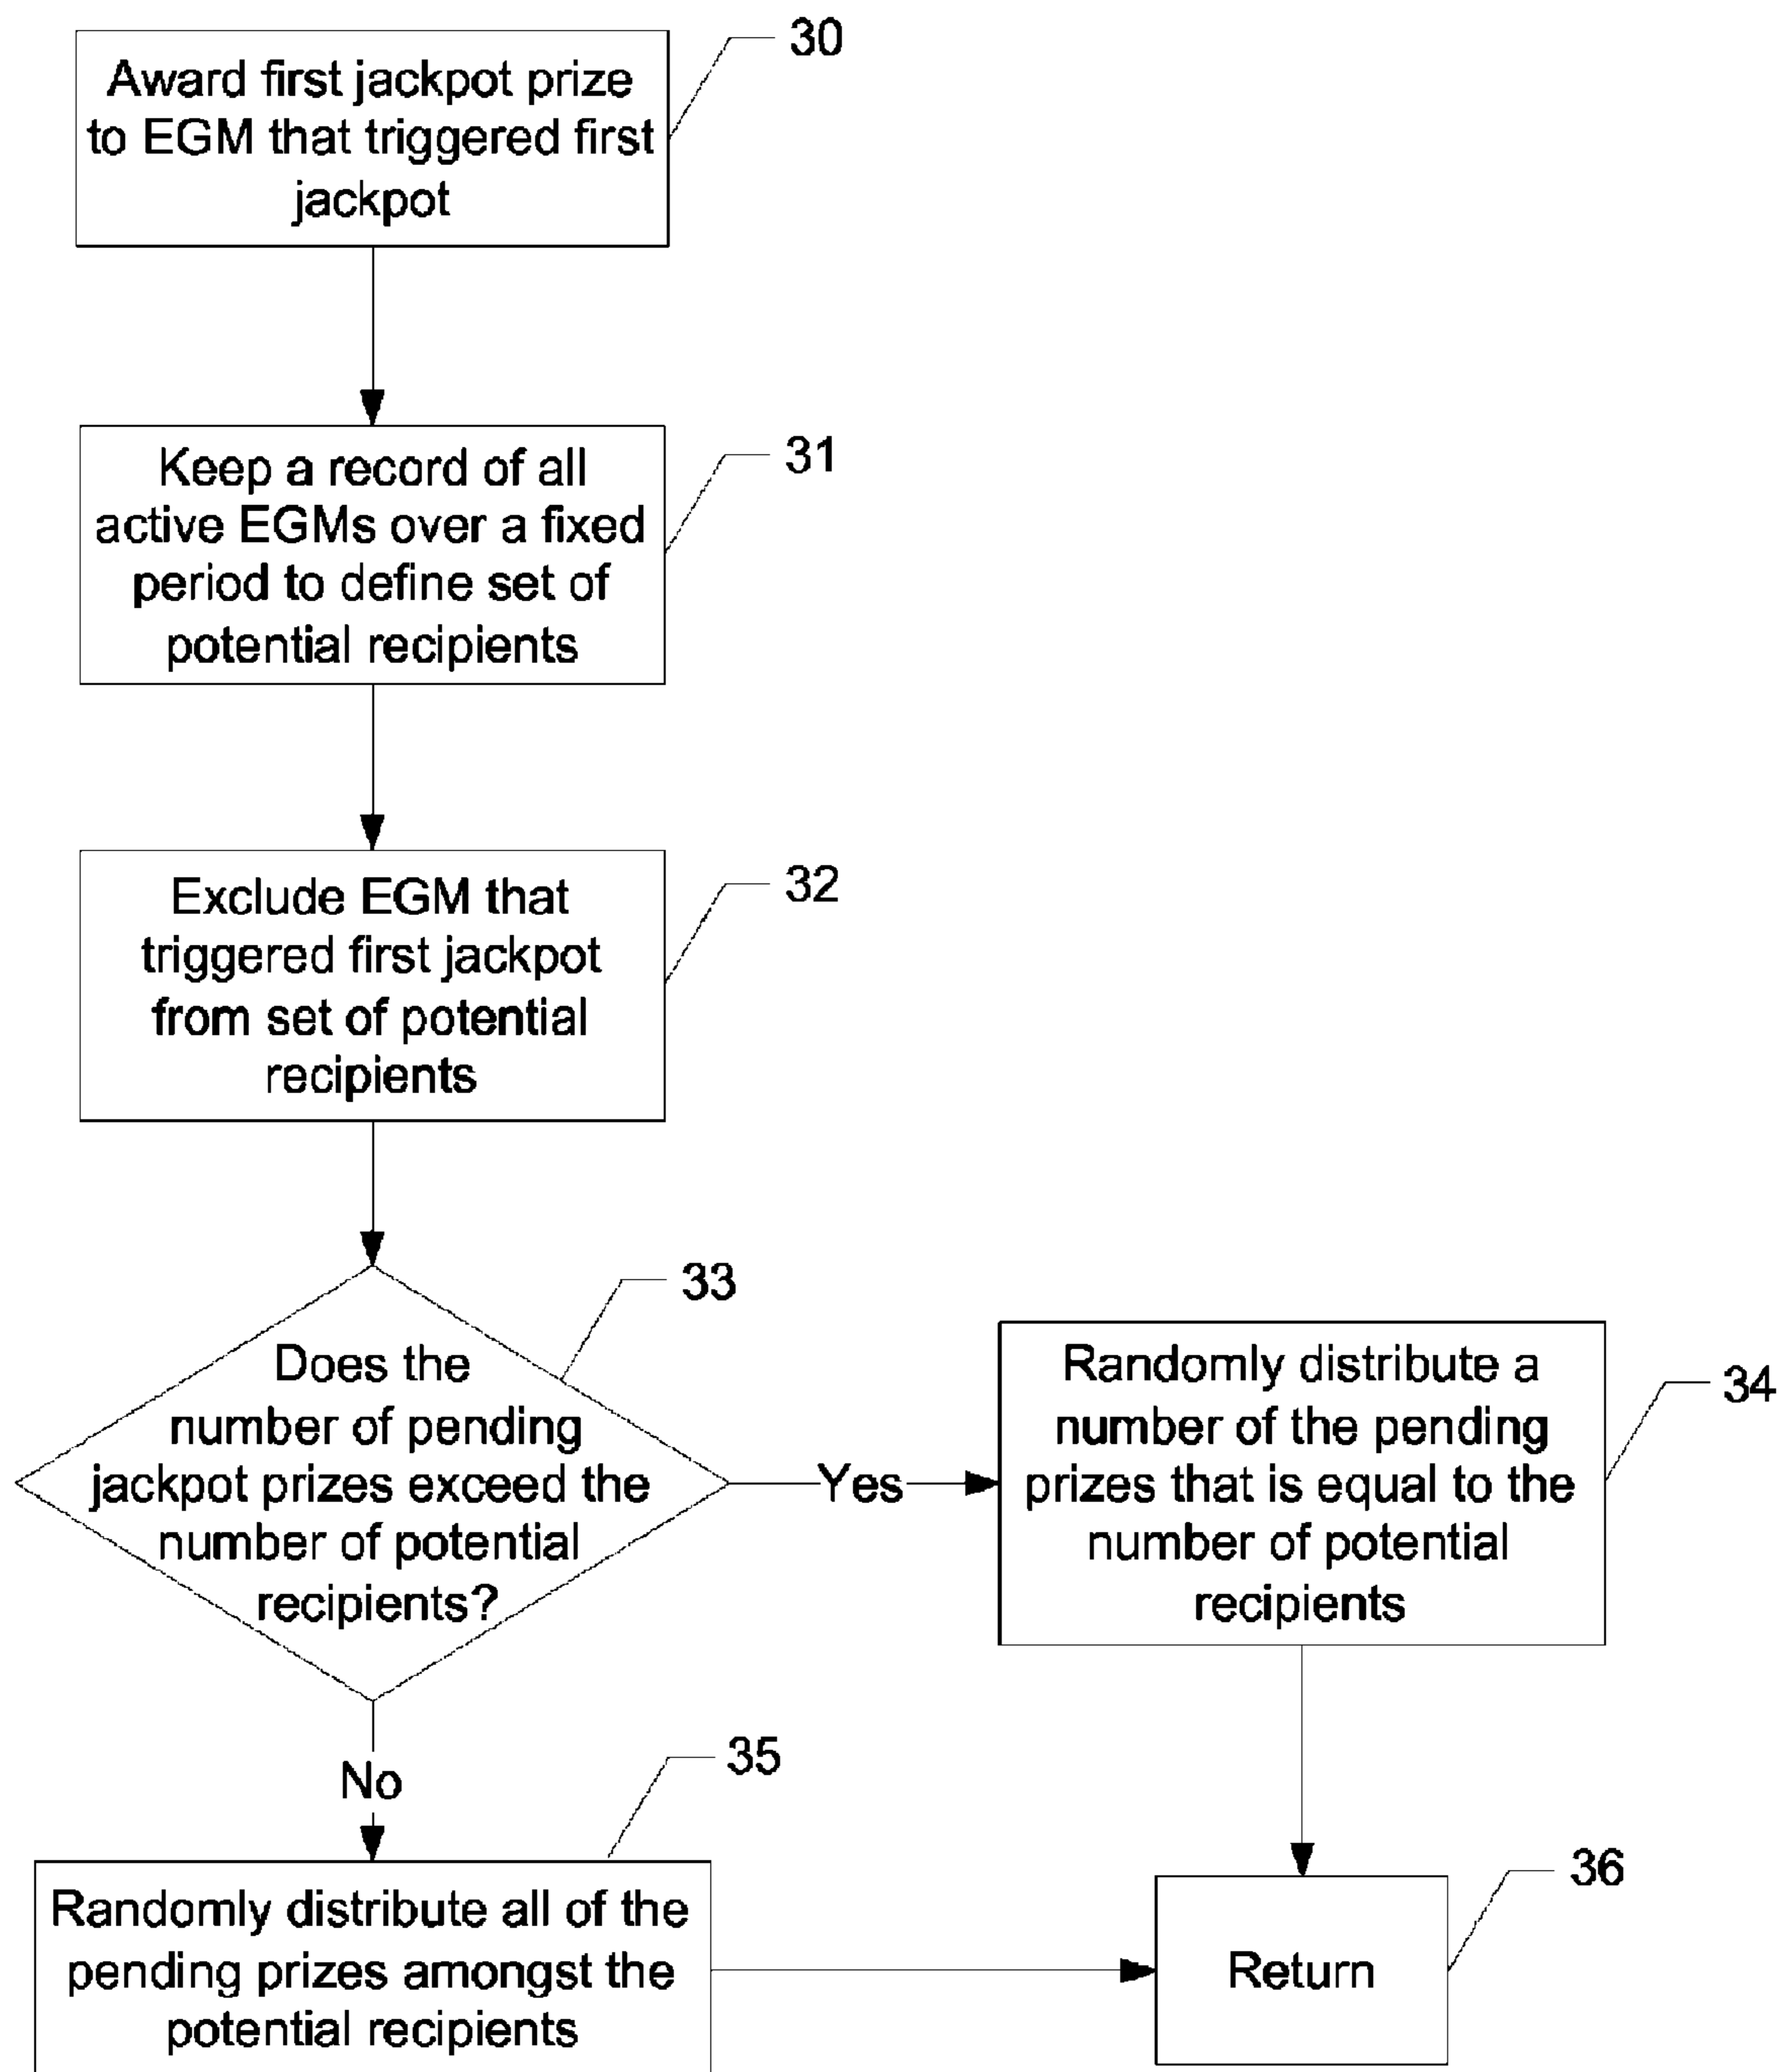 30
Award first jackpot prize
to EGM that triggered first
jackpot
31
Keep a record of all
active EGMs over a fixed
period to define set of
potential recipients
32
Exclude EGM that
triggered first jackpot
from set of potential
recipients
33
Does the
number of pending
jackpot prizes exceed the
number of potential
recipients?
Yes
34
Randomly distribute a
number of the pending
prizes that is equal to the
number of potential
recipients
No
35
Randomly distribute all of the
pending prizes amongst the
potential recipients
36
Return